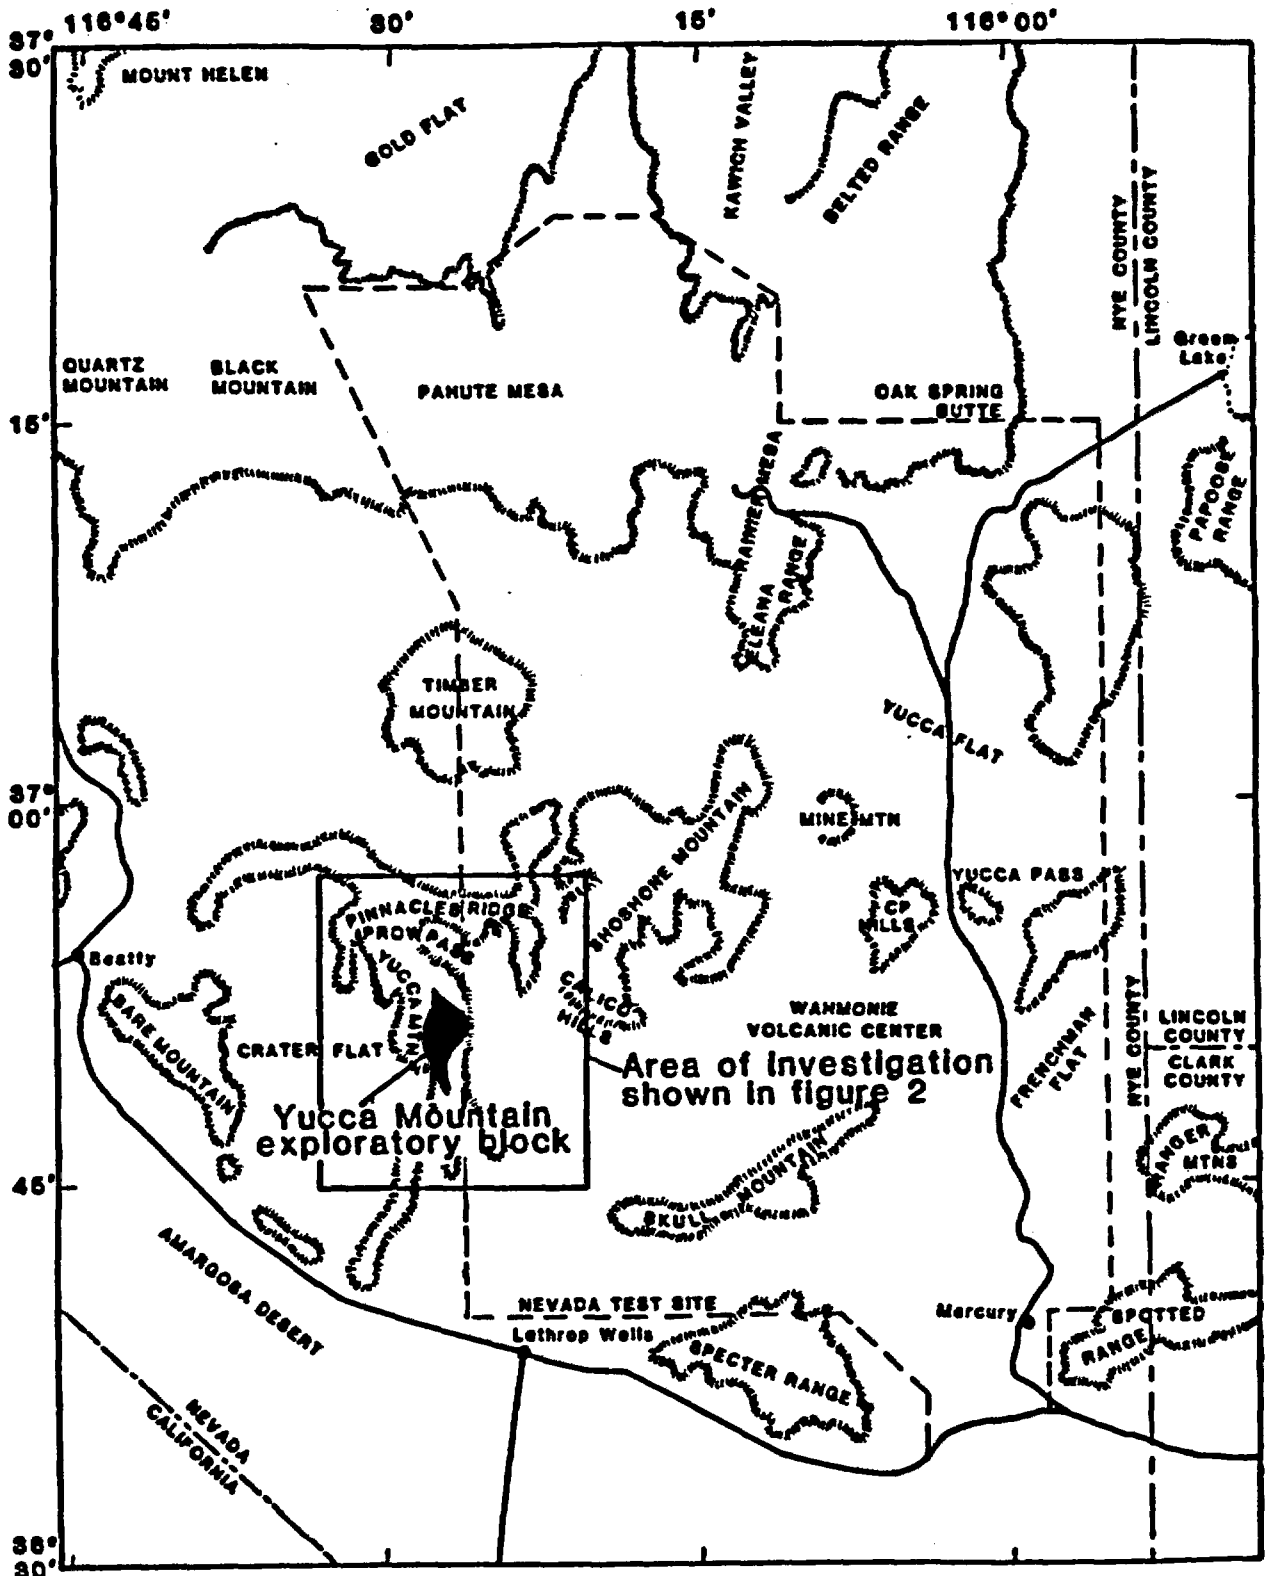 116°45'
30'
15'
116°00'
37°
30'
MOUNT HELEN
GOLD FLAT
KAWICH VALLEY
BELTED RANGE
NYE COUNTY
LINCOLN COUNTY
Groom
Lake
QUARTZ
MOUNTAIN
BLACK
MOUNTAIN
PAHUTE MESA
OAK SPRING
BUTTE
15'
RAINIER MESA
PAPOOSE
RANGE
ELEANA
RANGE
TIMBER
MOUNTAIN
YUCCA FLAT
37°
00'
SHOSHONE MOUNTAIN
MINE MTN
YUCCA PASS
CP
HILLS
PINNACLES RIDGE
PROW PASS
YUCCA MTN
Beatty
BARE MOUNTAIN
CRATER FLAT
CALICO
HILLS
WAHMONIE
VOLCANIC CENTER
FRENCHMAN
FLAT
NYE COUNTY
LINCOLN
COUNTY
CLARK
COUNTY
Area of investigation
shown in figure 2
Yucca Mountain
exploratory block
RANGER
MTNS
45'
SKULL MOUNTAIN
AMARGOSA DESERT
NEVADA TEST SITE
Lathrop Wells
Mercury
SPOTTED
RANGE
SPECTER RANGE
NEVADA
CALIFORNIA
36°
30'